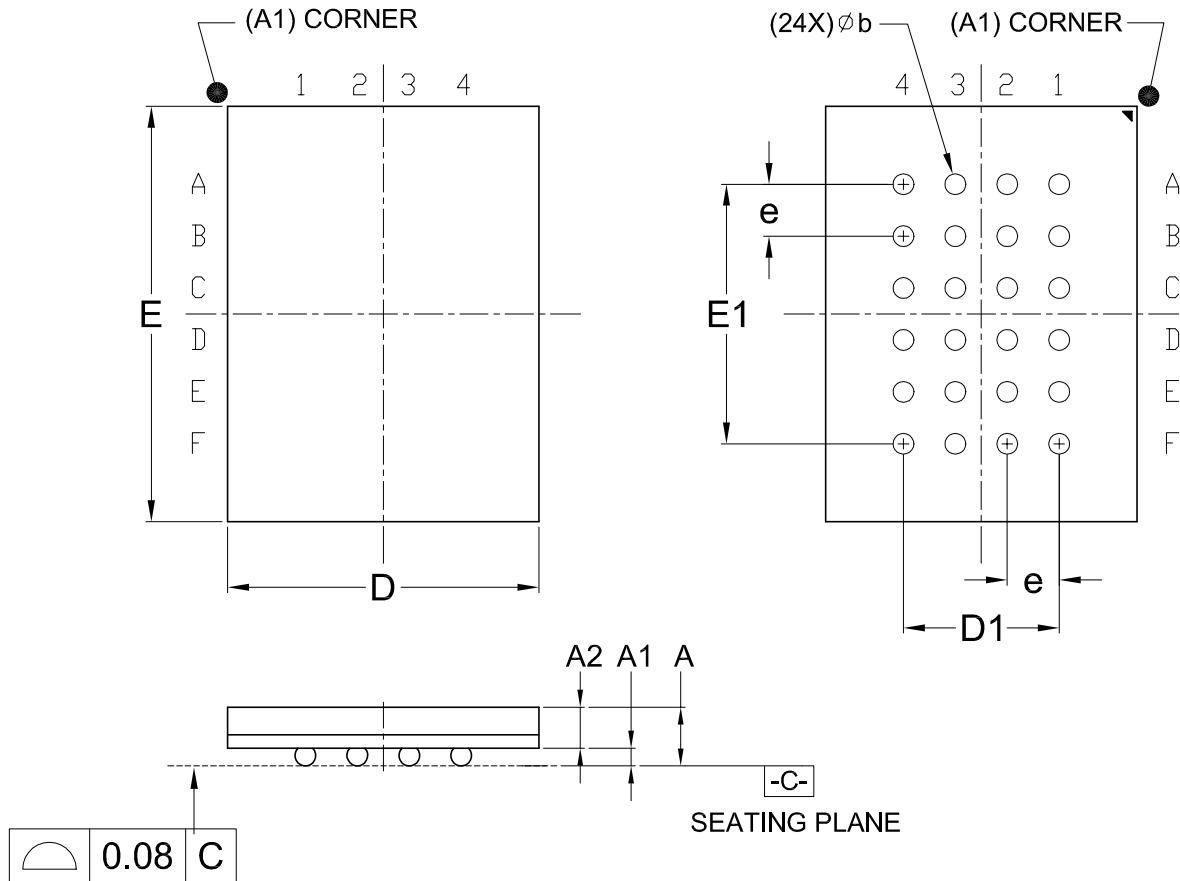 (A1) CORNER
1 2 3 4
A
B
C
D
E
F
E
D
(24X)⌀b
(A1) CORNER
4 3 2 1
A
B
C
D
E
F
e
E1
e
D1
A2 A1 A
-C-
SEATING PLANE
0.08 C